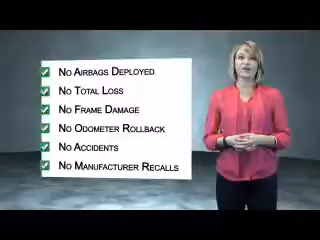 No Airbags Deployed
No Total Loss
No Frame Damage
No Odometer Rollback
No Accidents
No Manufacturer Recalls